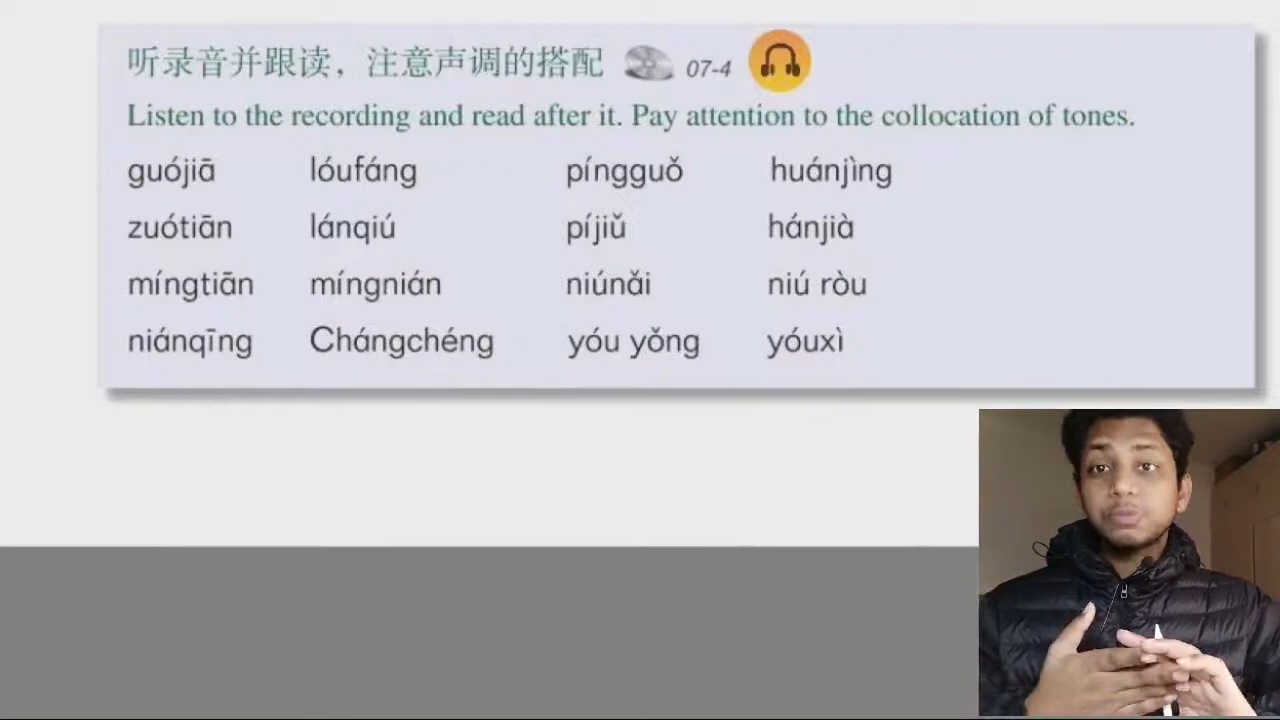 听录音并跟读，注意声调的搭配 07-4
Listen to the recording and read after it. Pay attention to the collocation of tones.
guójiā lóufáng píngguǒ huánjìng
zuótiān lánqiú píjiǔ hánjià
míngtiān míngnián niúnǎi niú ròu
niánqīng Chángchéng yóu yǒng yóuxì